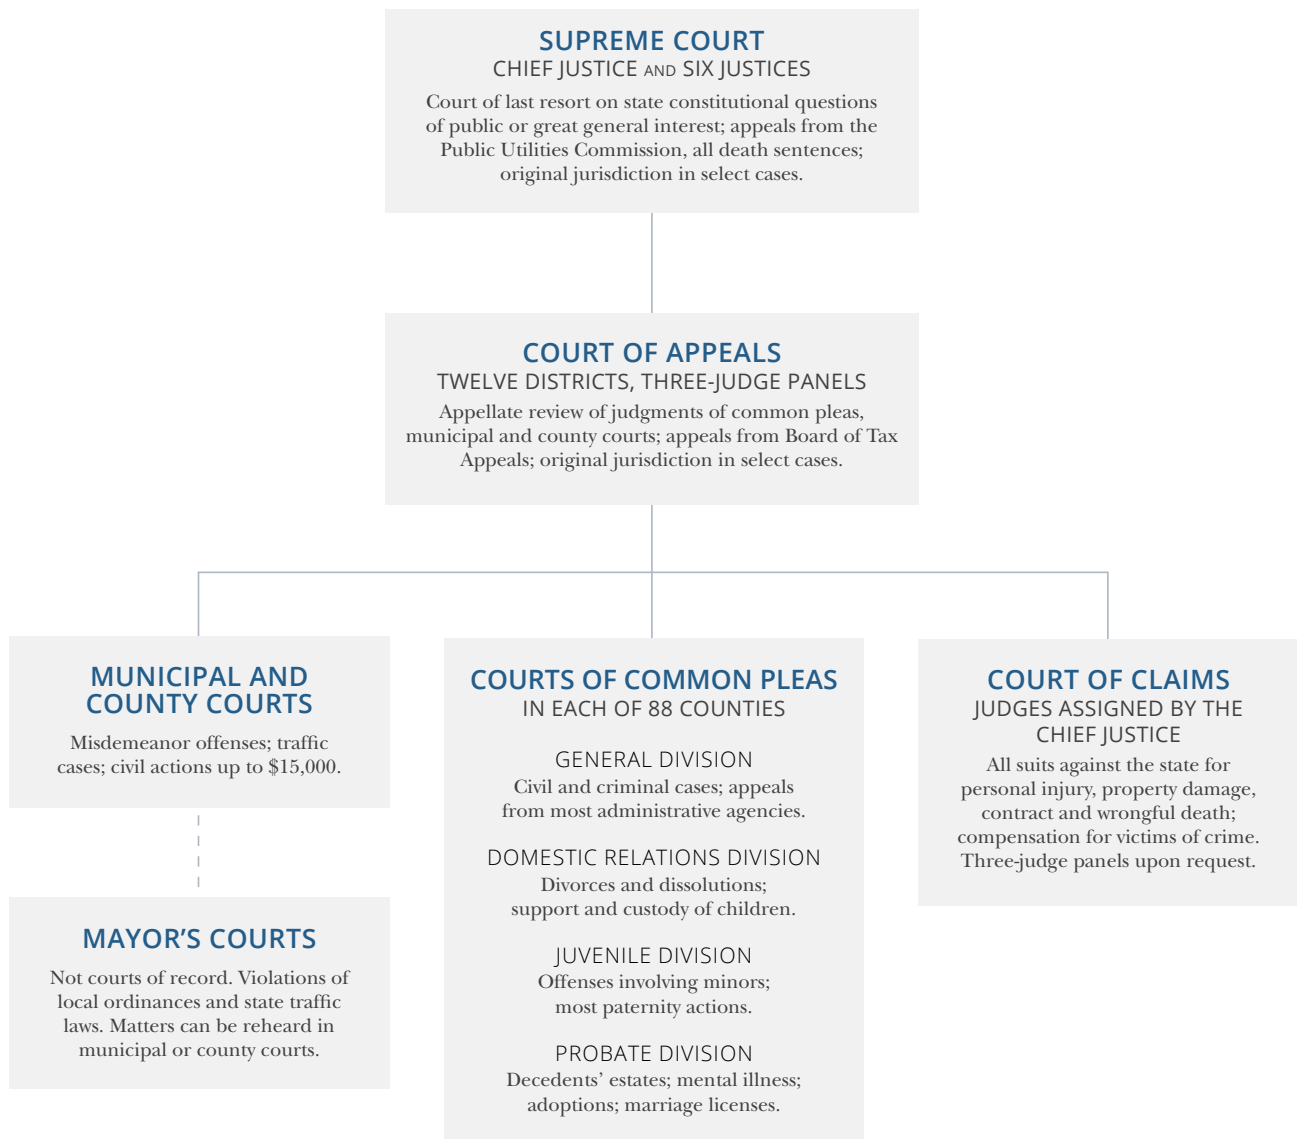 SUPREME COURT
CHIEF JUSTICE AND SIX JUSTICES
Court of last resort on state constitutional questions
of public or great general interest; appeals from the
Public Utilities Commission, all death sentences;
original jurisdiction in select cases.
COURT OF APPEALS
TWELVE DISTRICTS, THREE-JUDGE PANELS
Appellate review of judgments of common pleas,
municipal and county courts; appeals from Board of Tax
Appeals; original jurisdiction in select cases.
MUNICIPAL AND
COUNTY COURTS
Misdemeanor offenses; traffic
cases; civil actions up to $15,000.
MAYOR’S COURTS
Not courts of record. Violations of
local ordinances and state traffic
laws. Matters can be reheard in
municipal or county courts.
COURTS OF COMMON PLEAS
IN EACH OF 88 COUNTIES
GENERAL DIVISION
Civil and criminal cases; appeals
from most administrative agencies.
DOMESTIC RELATIONS DIVISION
Divorces and dissolutions;
support and custody of children.
JUVENILE DIVISION
Offenses involving minors;
most paternity actions.
PROBATE DIVISION
Decedents’ estates; mental illness;
adoptions; marriage licenses.
COURT OF CLAIMS
JUDGES ASSIGNED BY THE
CHIEF JUSTICE
All suits against the state for
personal injury, property damage,
contract and wrongful death;
compensation for victims of crime.
Three-judge panels upon request.